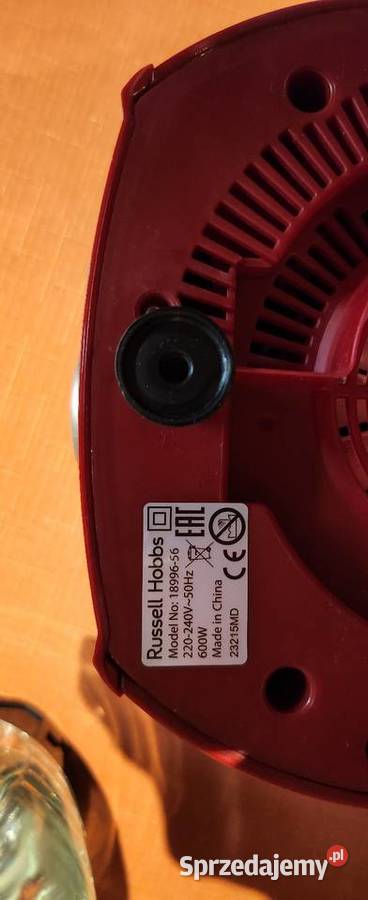 Russell Hobbs
Model No: 18996-56
220-240V~50Hz
600W
Made in China
23215MD
EAC
CE
Sprzedajemy.pl